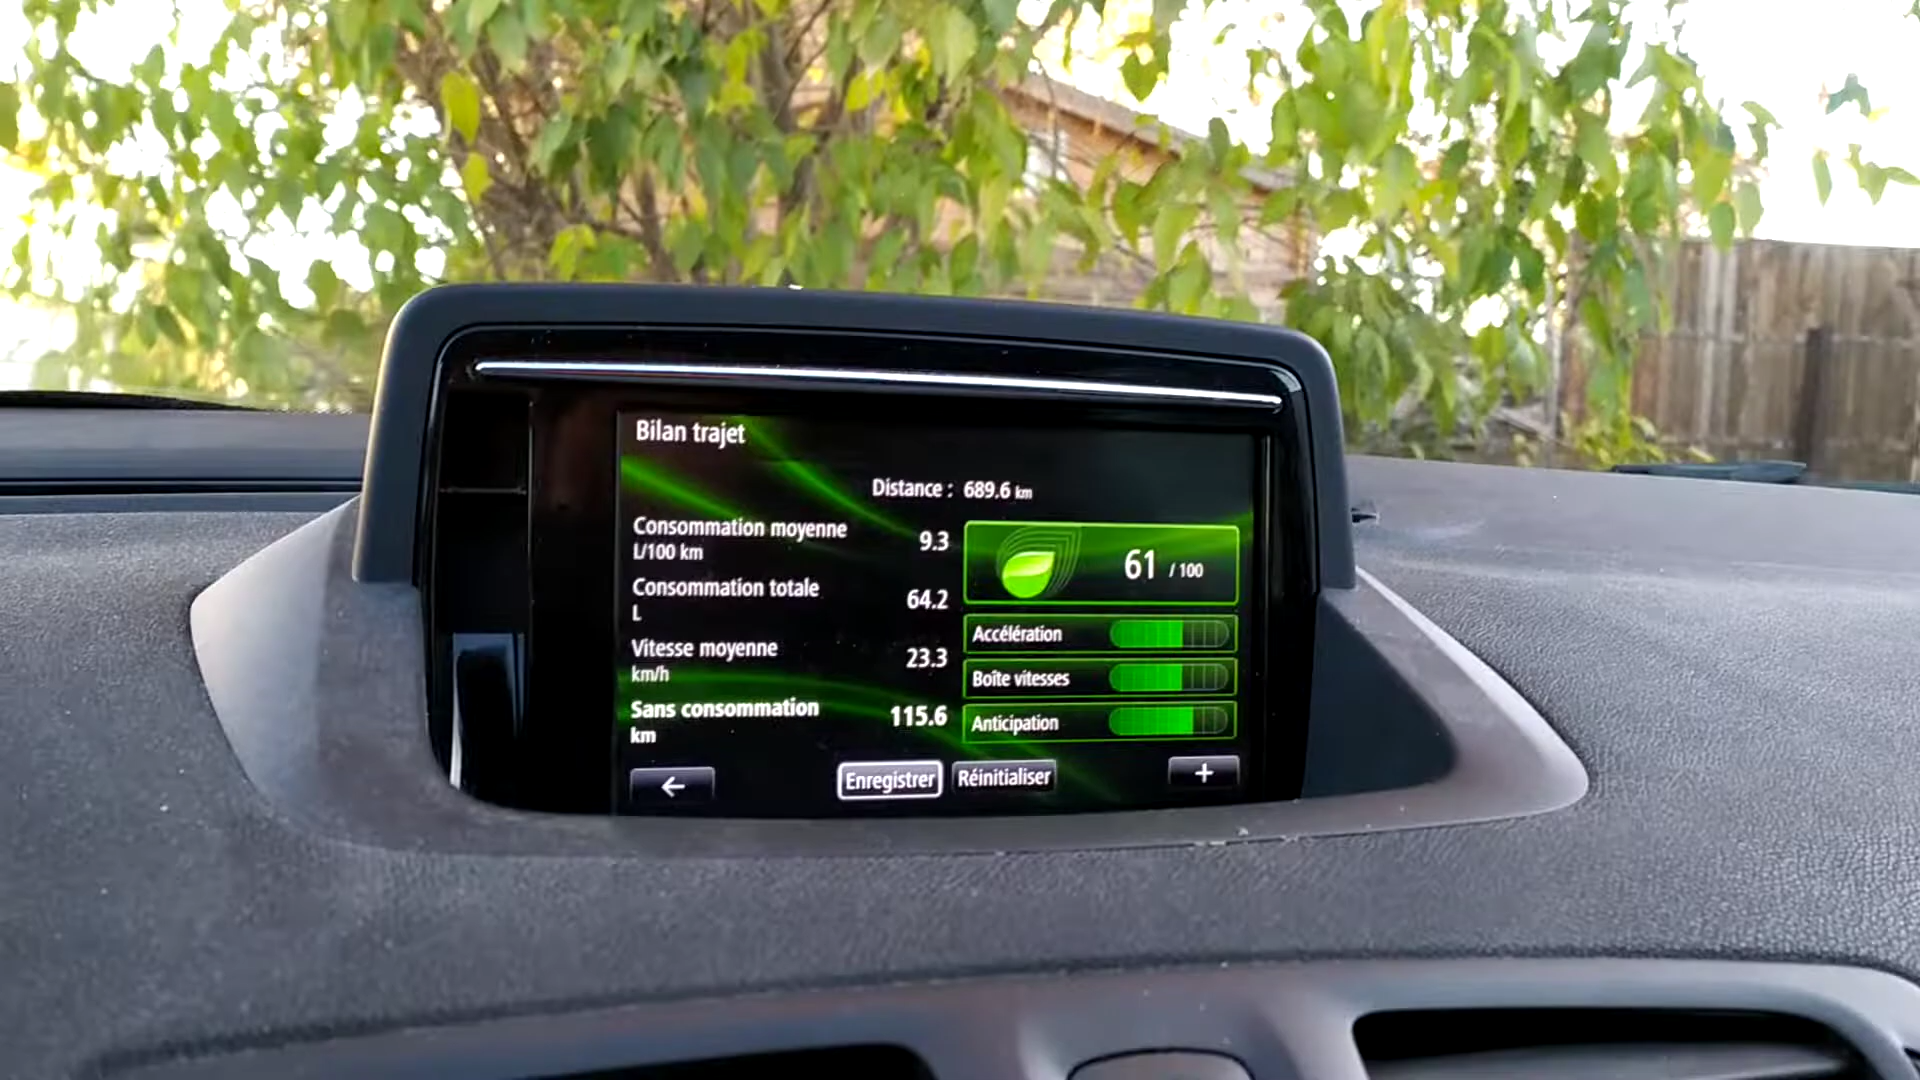 Bilan trajet
Distance : 689.6 km
Consommation moyenne 9.3
L/100 km
Consommation totale 64.2
L
Vitesse moyenne 23.3
km/h
Sans consommation 115.6
km
61 / 100
Accélération
Boîte vitesses
Anticipation
← Enregistrer Réinitialiser +